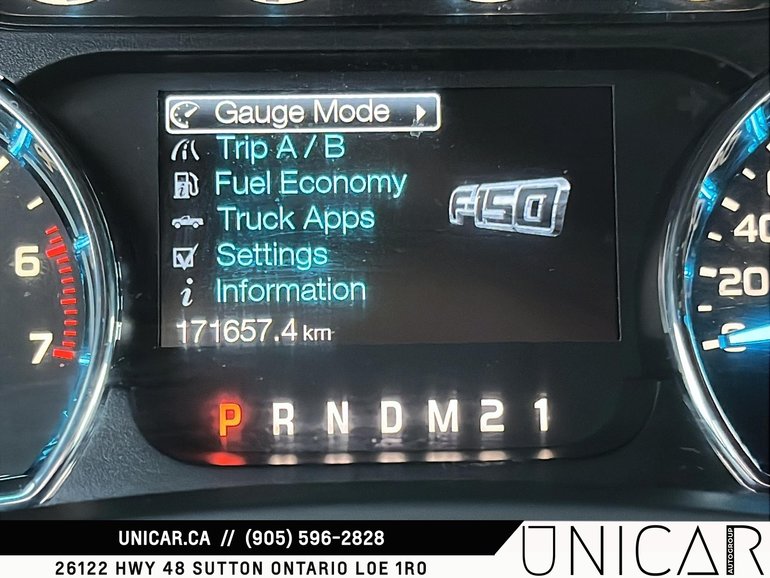 Gauge Mode
Trip A / B
Fuel Economy
Truck Apps
Settings
Information
F-150
171657.4 km
6
7
40
20
0
P R N D M 2 1
UNICAR.CA // (905) 596-2828
26122 HWY 48 SUTTON ONTARIO L0E 1R0
UNICAR
AUTOGROUP